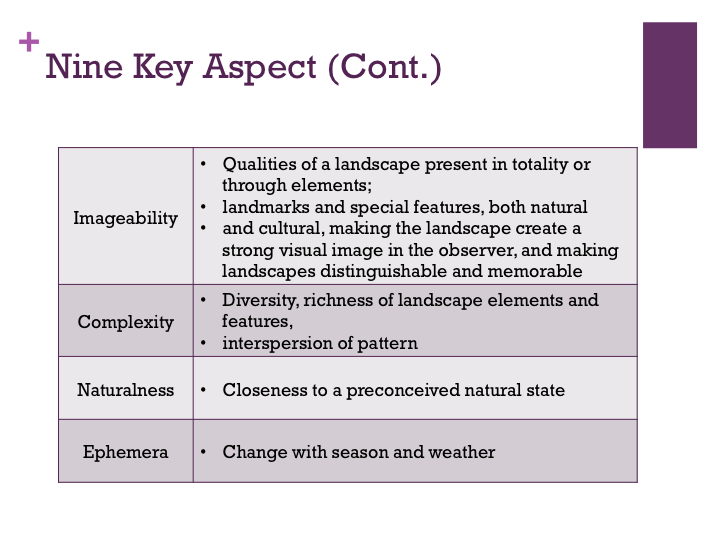 +
Nine Key Aspect (Cont.)
Imageability
• Qualities of a landscape present in totality or
through elements;
• landmarks and special features, both natural
• and cultural, making the landscape create a
strong visual image in the observer, and making
landscapes distinguishable and memorable
Complexity
• Diversity, richness of landscape elements and
features,
• interspersion of pattern
Naturalness
• Closeness to a preconceived natural state
Ephemera
• Change with season and weather